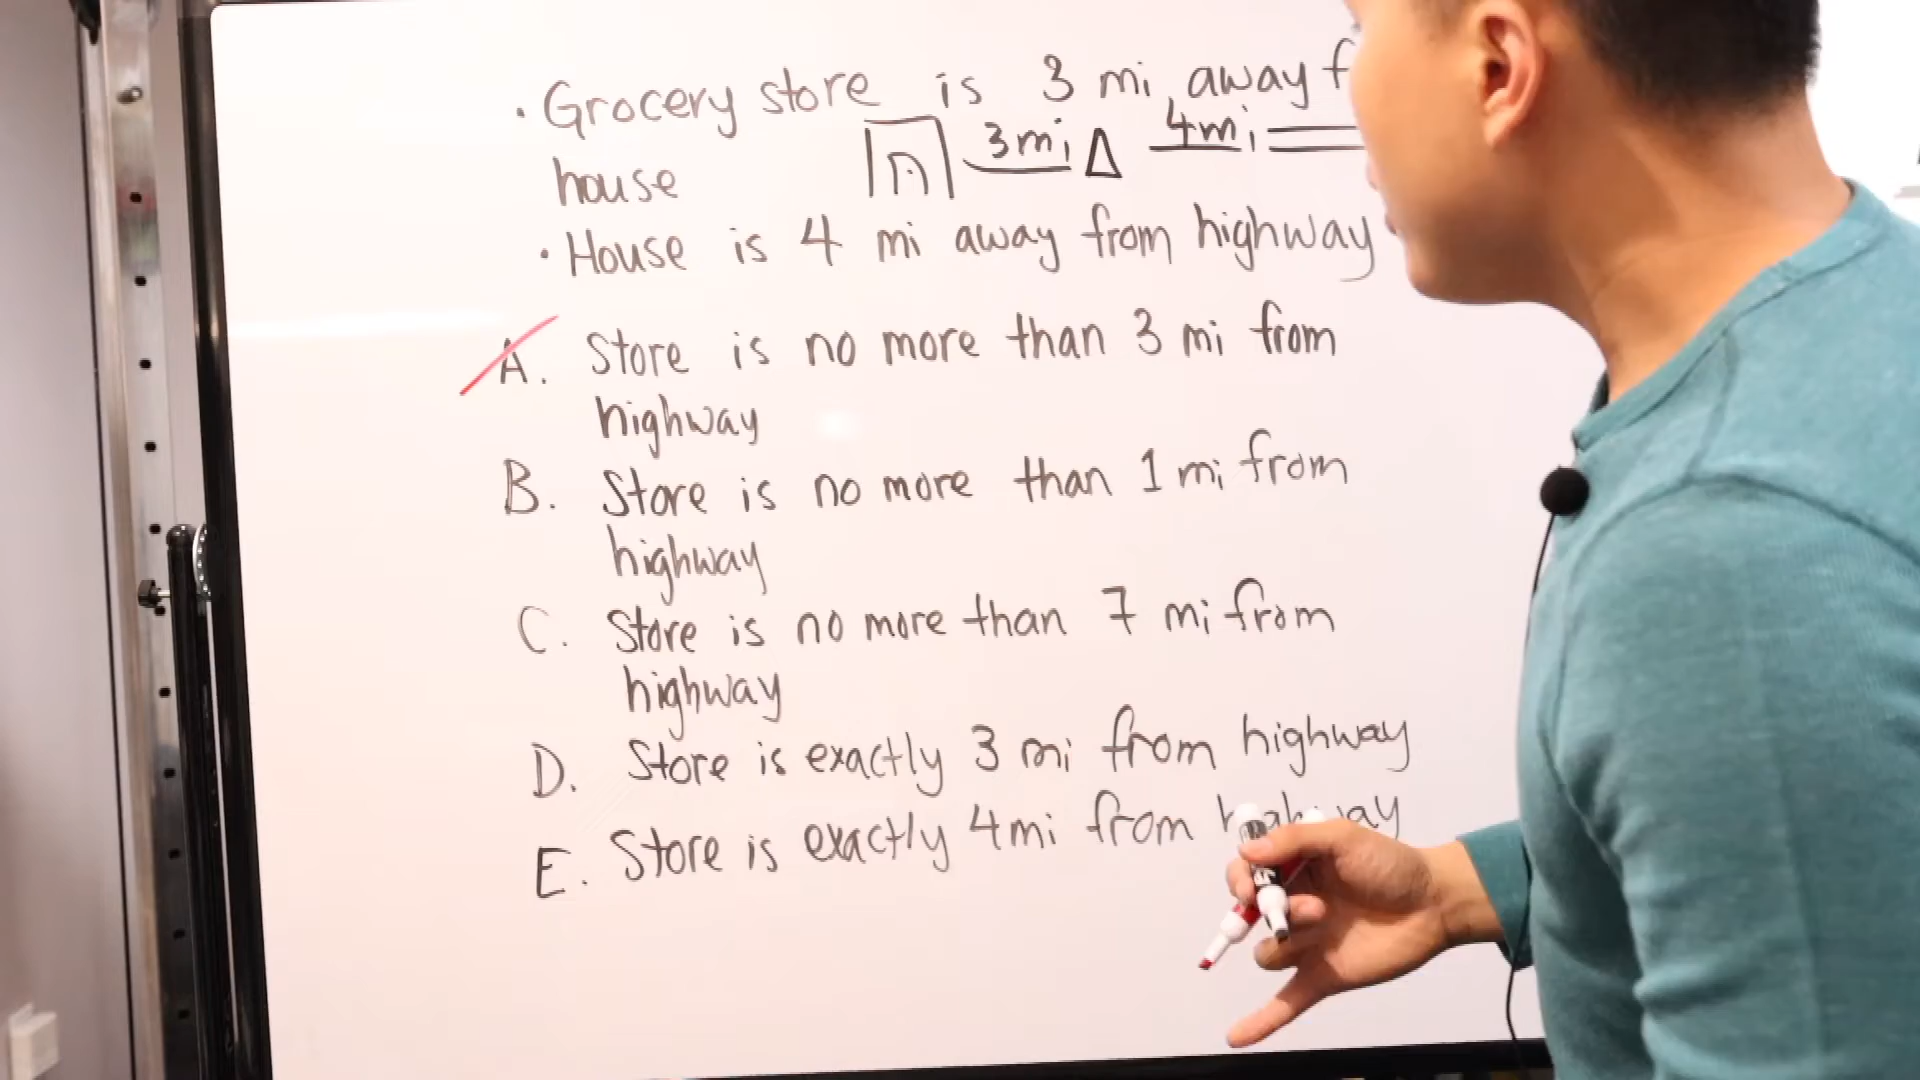 • Grocery store is 3 mi away f
3mi 4mi
house
• House is 4 mi away from highway
A. Store is no more than 3 mi from
highway
B. Store is no more than 1 mi from
highway
C. Store is no more than 7 mi from
highway
D. Store is exactly 3 mi from highway
E. Store is exactly 4mi from highway